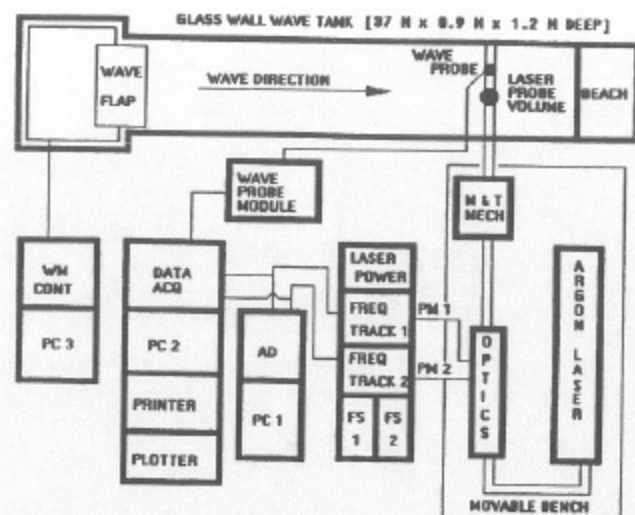 GLASS WALL WAVE TANK [37 M x 0.9 M x 1.2 M DEEP]
WAVE
FLAP
WAVE DIRECTION
WAVE
PROBE
LASER
PROBE
VOLUME
BEACH
WAVE
PROBE
MODULE
M & T
MECH
WM
CONT
PC 3
DATA
ACQ
PC 2
PRINTER
PLOTTER
AD
PC 1
LASER
POWER
FREQ
TRACK 1
FREQ
TRACK 2
FS
1
FS
2
PM 1
PM 2
OPTICS
ARGON LASER
MOVABLE BENCH